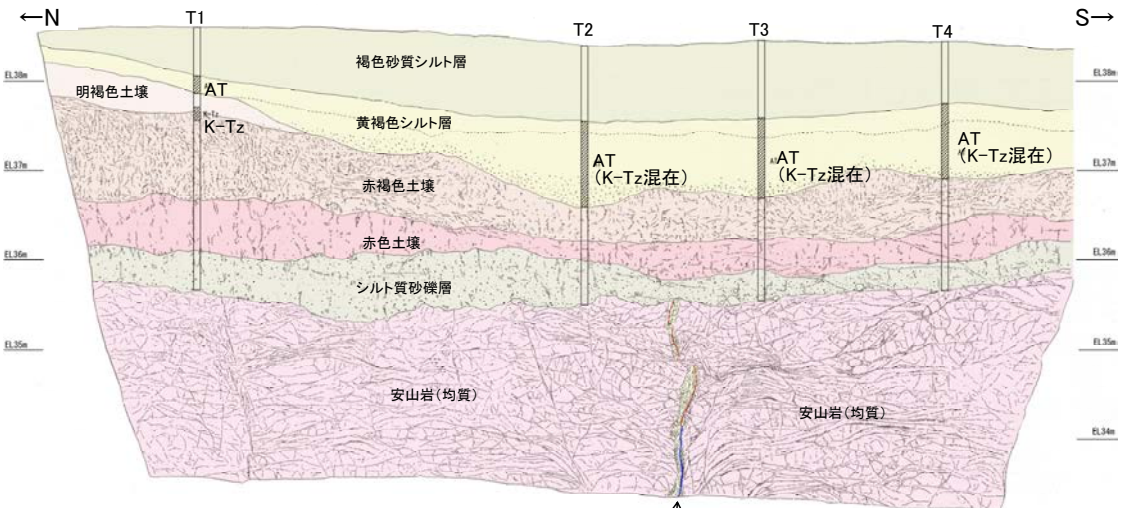 ←N
S→
T1
T2
T3
T4
褐色砂質シルト層
EL38m
EL38m
明褐色土壌
AT
K-Tz
K-Tz
黄褐色シルト層
AT
(K-Tz混在)
AT
(K-Tz混在)
AT
(K-Tz混在)
EL37m
EL37m
赤褐色土壌
赤色土壌
EL36m
EL36m
シルト質砂礫層
EL35m
EL35m
安山岩(均質)
安山岩(均質)
EL34m